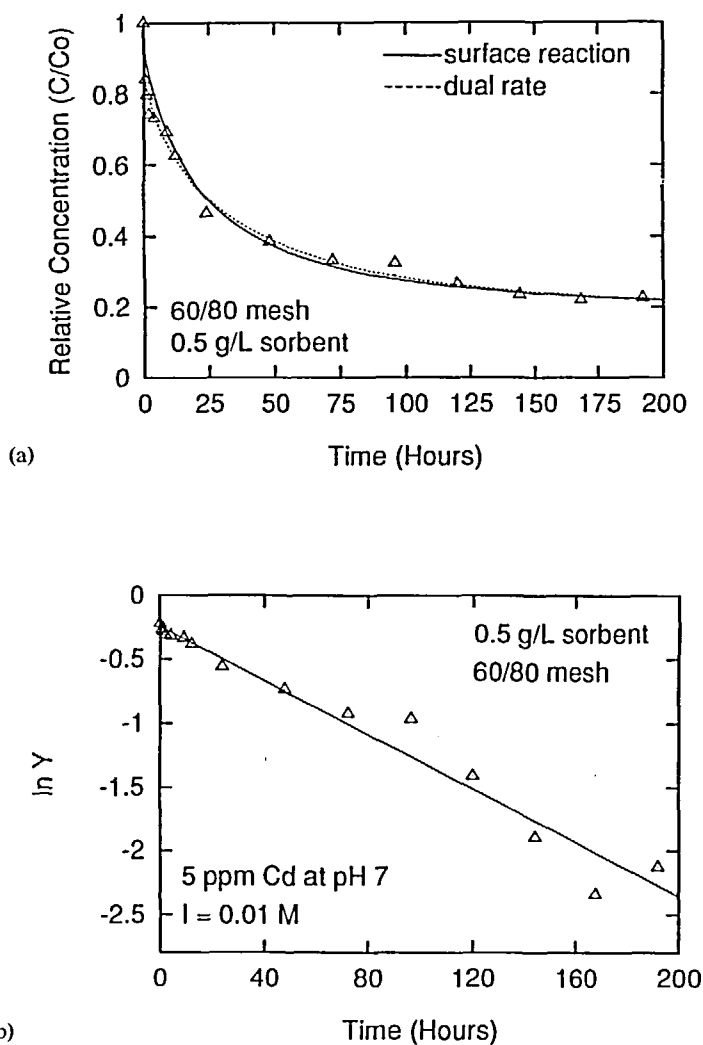 1
0.8
0.6
0.4
0.2
0
Relative Concentration (C/Co)
surface reaction
dual rate
60/80 mesh
0.5 g/L sorbent
0 25 50 75 100 125 150 175 200
(a)
Time (Hours)
0
-0.5
-1
-1.5
-2
-2.5
ln Y
0.5 g/L sorbent
60/80 mesh
5 ppm Cd at pH 7
I = 0.01 M
0 40 80 120 160 200
b)
Time (Hours)